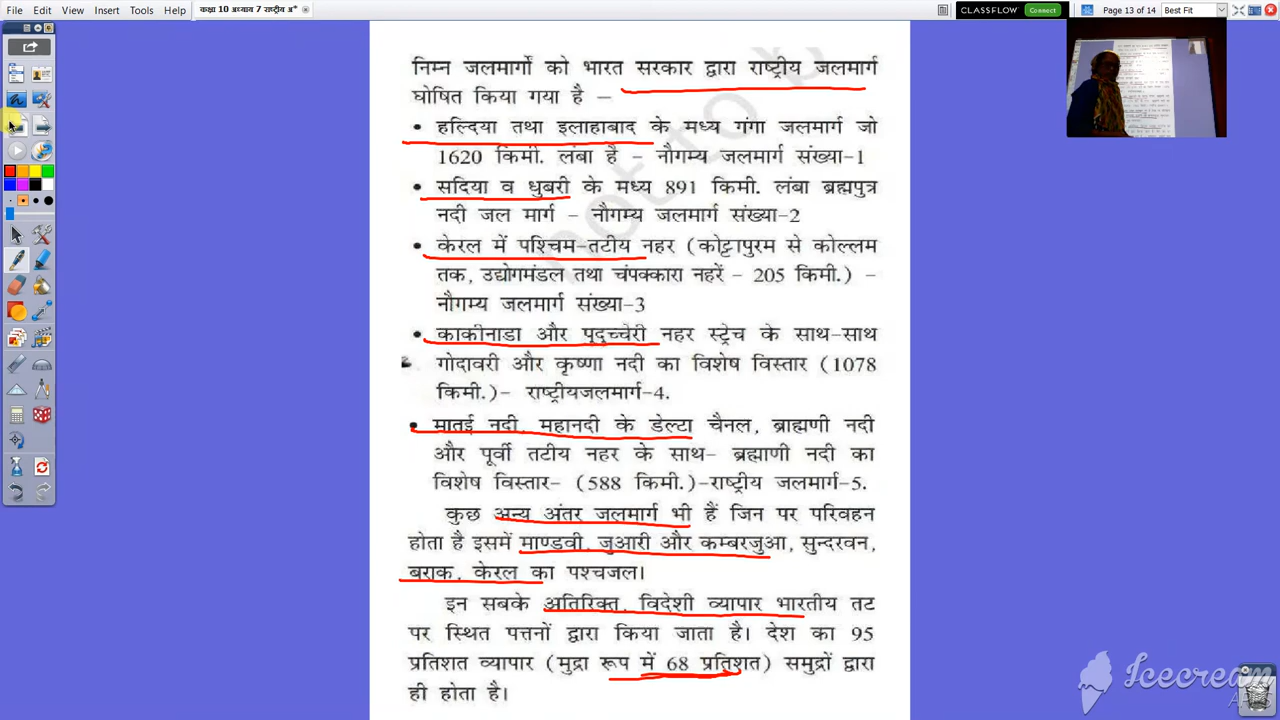 File Edit View Insert Tools Help कक्षा 10 अध्याय 7 राष्ट्रीय अ* CLASSFLOW Connect Page 13 of 14 Best Fit
निम्न जलमार्गों को भारत सरकार द्वारा राष्ट्रीय जलमार्ग
घोषित किया गया है –
• हल्दिया तथा इलाहाबाद के मध्य गंगा जलमार्ग जो
1620 किमी. लंबा है – नौगम्य जलमार्ग संख्या-1
• सदिया व धुबरी के मध्य 891 किमी. लंबा ब्रह्मपुत्र
नदी जल मार्ग – नौगम्य जलमार्ग संख्या-2
• केरल में पश्चिम-तटीय नहर (कोट्टापुरम से कोल्लम
तक, उद्योगमंडल तथा चंपक्कारा नहरें – 205 किमी.) –
नौगम्य जलमार्ग संख्या-3
• काकीनाडा और पुदुच्चेरी नहर स्ट्रेच के साथ-साथ
गोदावरी और कृष्णा नदी का विशेष विस्तार (1078
किमी.)– राष्ट्रीयजलमार्ग-4.
• मातई नदी, महानदी के डेल्टा चैनल, ब्राह्मणी नदी
और पूर्वी तटीय नहर के साथ– ब्रह्माणी नदी का
विशेष विस्तार– (588 किमी.)–राष्ट्रीय जलमार्ग-5.
कुछ अन्य अंतर जलमार्ग भी हैं जिन पर परिवहन
होता है इसमें माण्डवी, जुआरी और कम्बरजुआ, सुन्दरवन,
बराक, केरल का पश्चजल।
इन सबके अतिरिक्त, विदेशी व्यापार भारतीय तट
पर स्थित पत्तनों द्वारा किया जाता है। देश का 95
प्रतिशत व्यापार (मुद्रा रूप में 68 प्रतिशत) समुद्रों द्वारा
ही होता है।
Icecream